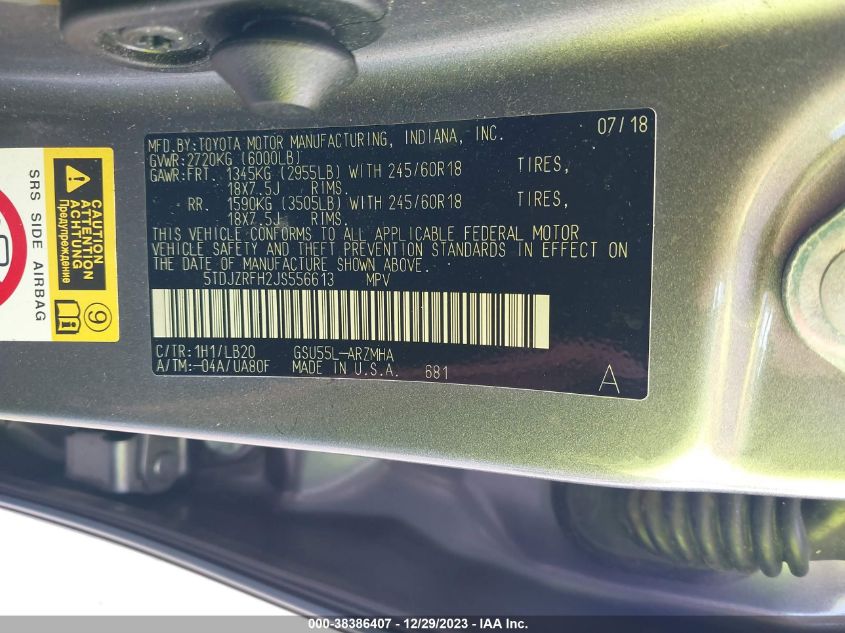 MFD.BY:TOYOTA MOTOR MANUFACTURING, INDIANA, INC. 07/18
GVWR:2720KG (6000LB)
GAWR:FRT. 1345KG (2955LB) WITH 245/60R18 TIRES,
18X7.5J RIMS.
RR. 1590KG (3505LB) WITH 245/60R18 TIRES,
18X7.5J RIMS.
THIS VEHICLE CONFORMS TO ALL APPLICABLE FEDERAL MOTOR
VEHICLE SAFETY AND THEFT PREVENTION STANDARDS IN EFFECT ON
THE DATE OF MANUFACTURE SHOWN ABOVE.
5TDJZRFH2JS556613 MPV
C/TR:1H1/LB20 GSU55L-ARZMHA
A/TM:-04A/UA80F MADE IN U.S.A. 681 A
CAUTION
ATTENTION
ACHTUNG
Предупреждение
SRS SIDE AIRBAG
9
000-38386407 - 12/29/2023 - IAA Inc.